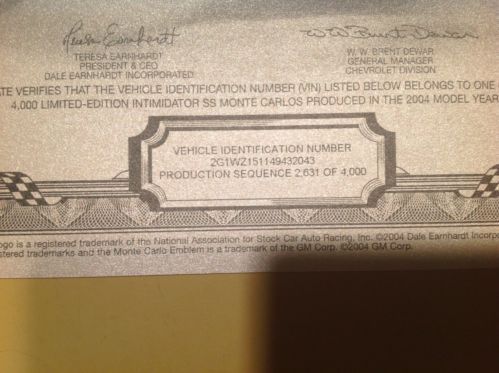 Teresa Earnhardt W W Brent Dewar
TERESA EARNHARDT
PRESIDENT & CEO
DALE EARNHARDT INCORPORATED
W. W. BRENT DEWAR
GENERAL MANAGER
CHEVROLET DIVISION
ATE VERIFIES THAT THE VEHICLE IDENTIFICATION NUMBER (VIN) LISTED BELOW BELONGS TO ONE
4,000 LIMITED-EDITION INTIMIDATOR SS MONTE CARLOS PRODUCED IN THE 2004 MODEL YEAR
VEHICLE IDENTIFICATION NUMBER
2G1WZ151149432043
PRODUCTION SEQUENCE 2,631 OF 4,000
ogo is a registered trademark of the National Association for Stock Car Auto Racing, Inc. ©2004 Dale Earnhardt Incorpo
stered trademarks and the Monte Carlo Emblem is a trademark of the GM Corp. ©2004 GM Corp.